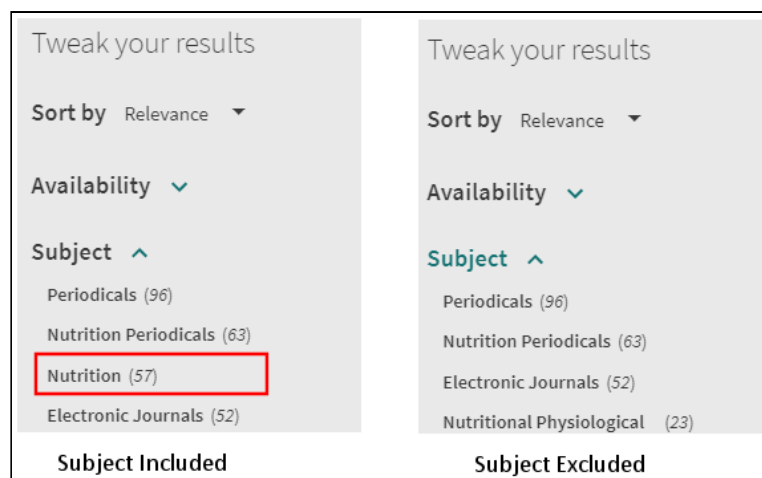 Tweak your results
Sort by Relevance
Availability
Subject
Periodicals (96)
Nutrition Periodicals (63)
Nutrition (57)
Electronic Journals (52)
Subject Included
Tweak your results
Sort by Relevance
Availability
Subject
Periodicals (96)
Nutrition Periodicals (63)
Electronic Journals (52)
Nutritional Physiological (23)
Subject Excluded